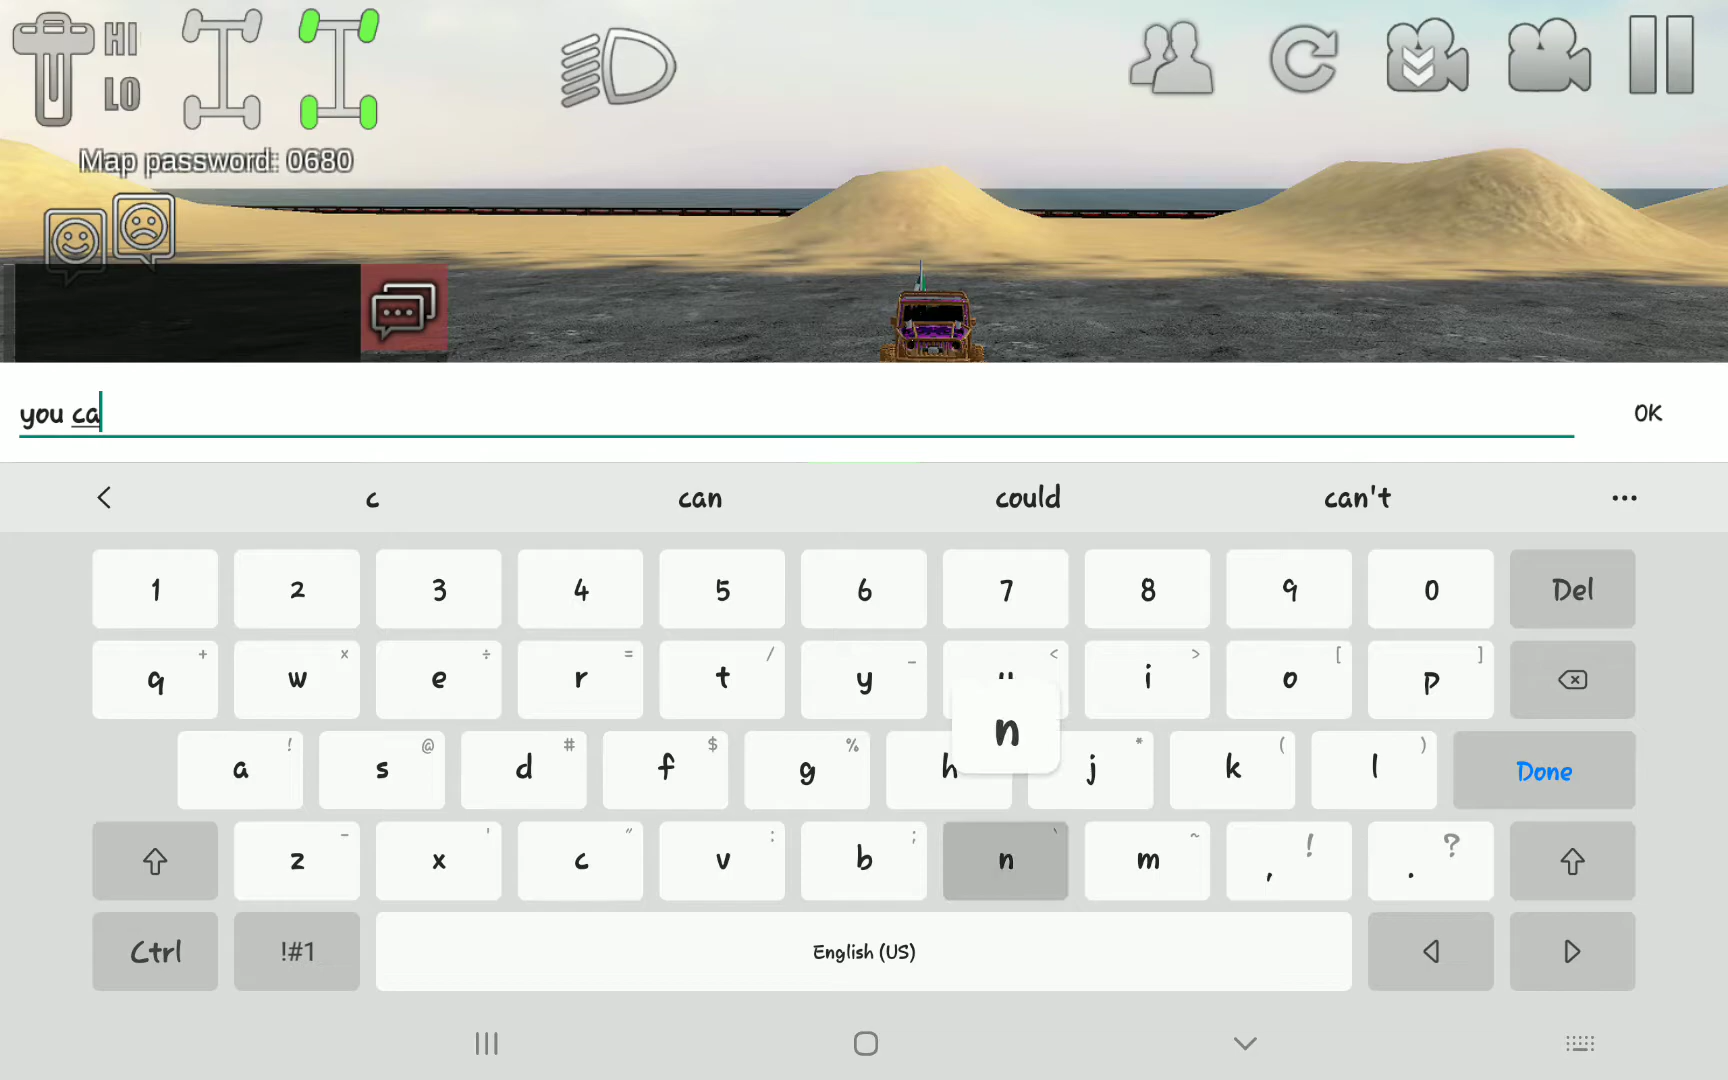 HI
LO
Map password: 0680
you ca
OK
c can could can't
1 2 3 4 5 6 7 8 9 0 Del
+ × ÷ = / _ < > [ ]
q w e r t y u i o p
n
! @ # $ % * ( )
a s d f g h j k l Done
- ' " : ; ` ~ ! ?
z x c v b n m , .
Ctrl !#1 English (US)